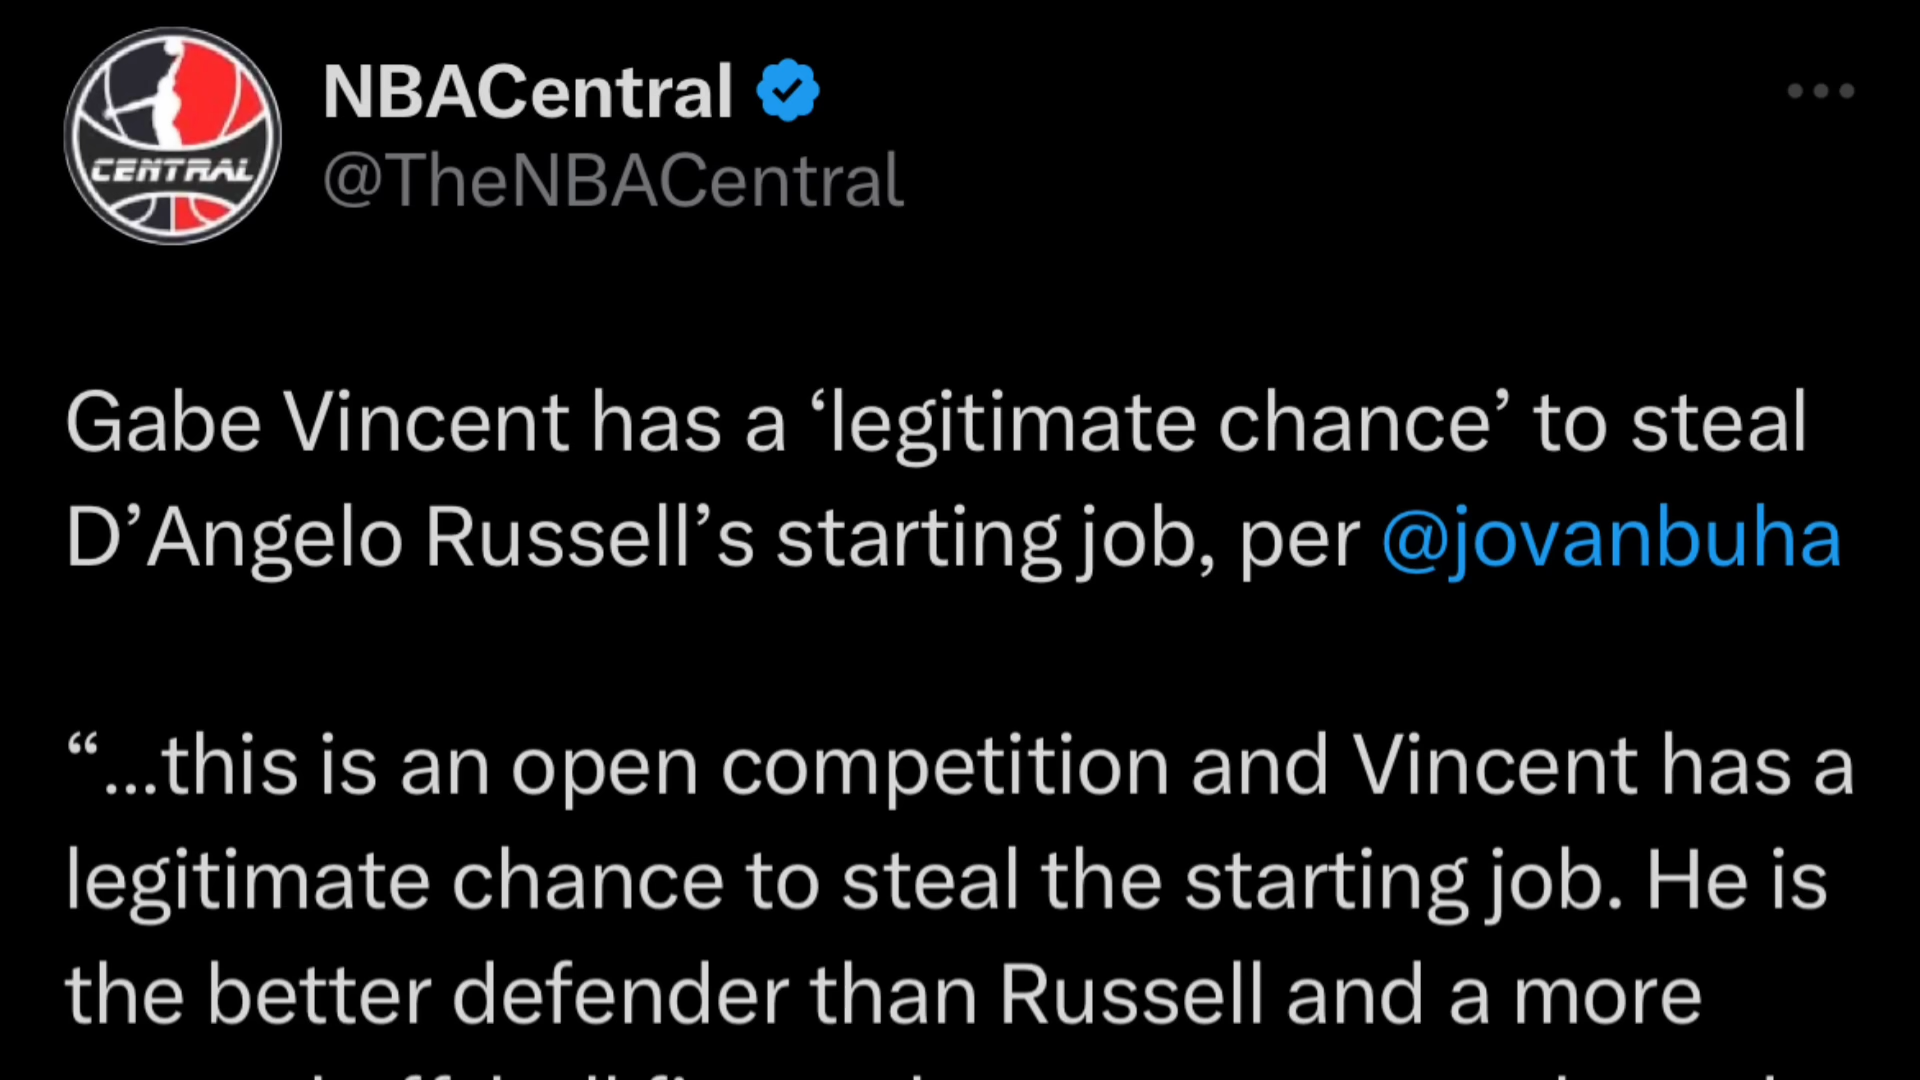 CENTRAL
NBACentral
@TheNBACentral
Gabe Vincent has a ‘legitimate chance’ to steal
D’Angelo Russell’s starting job, per @jovanbuha
“...this is an open competition and Vincent has a
legitimate chance to steal the starting job. He is
the better defender than Russell and a more